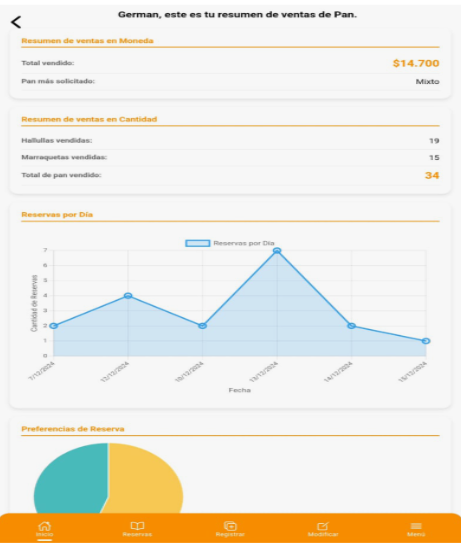 German, este es tu resumen de ventas de Pan.
Resumen de ventas en Moneda
Total vendido: $14.700
Pan más solicitado: Mixto
Resumen de ventas en Cantidad
Hallullas vendidas: 19
Marraquetas vendidas: 15
Total de pan vendido: 34
Reservas por Día
Reservas por Día
Cantidad de Reservas
7
6
5
4
3
2
1
0
7/12/2024
11/12/2024
10/12/2024
13/12/2024
14/12/2024
15/12/2024
Fecha
Preferencias de Reserva
Inicio Reservas Registrar Modificar Menú